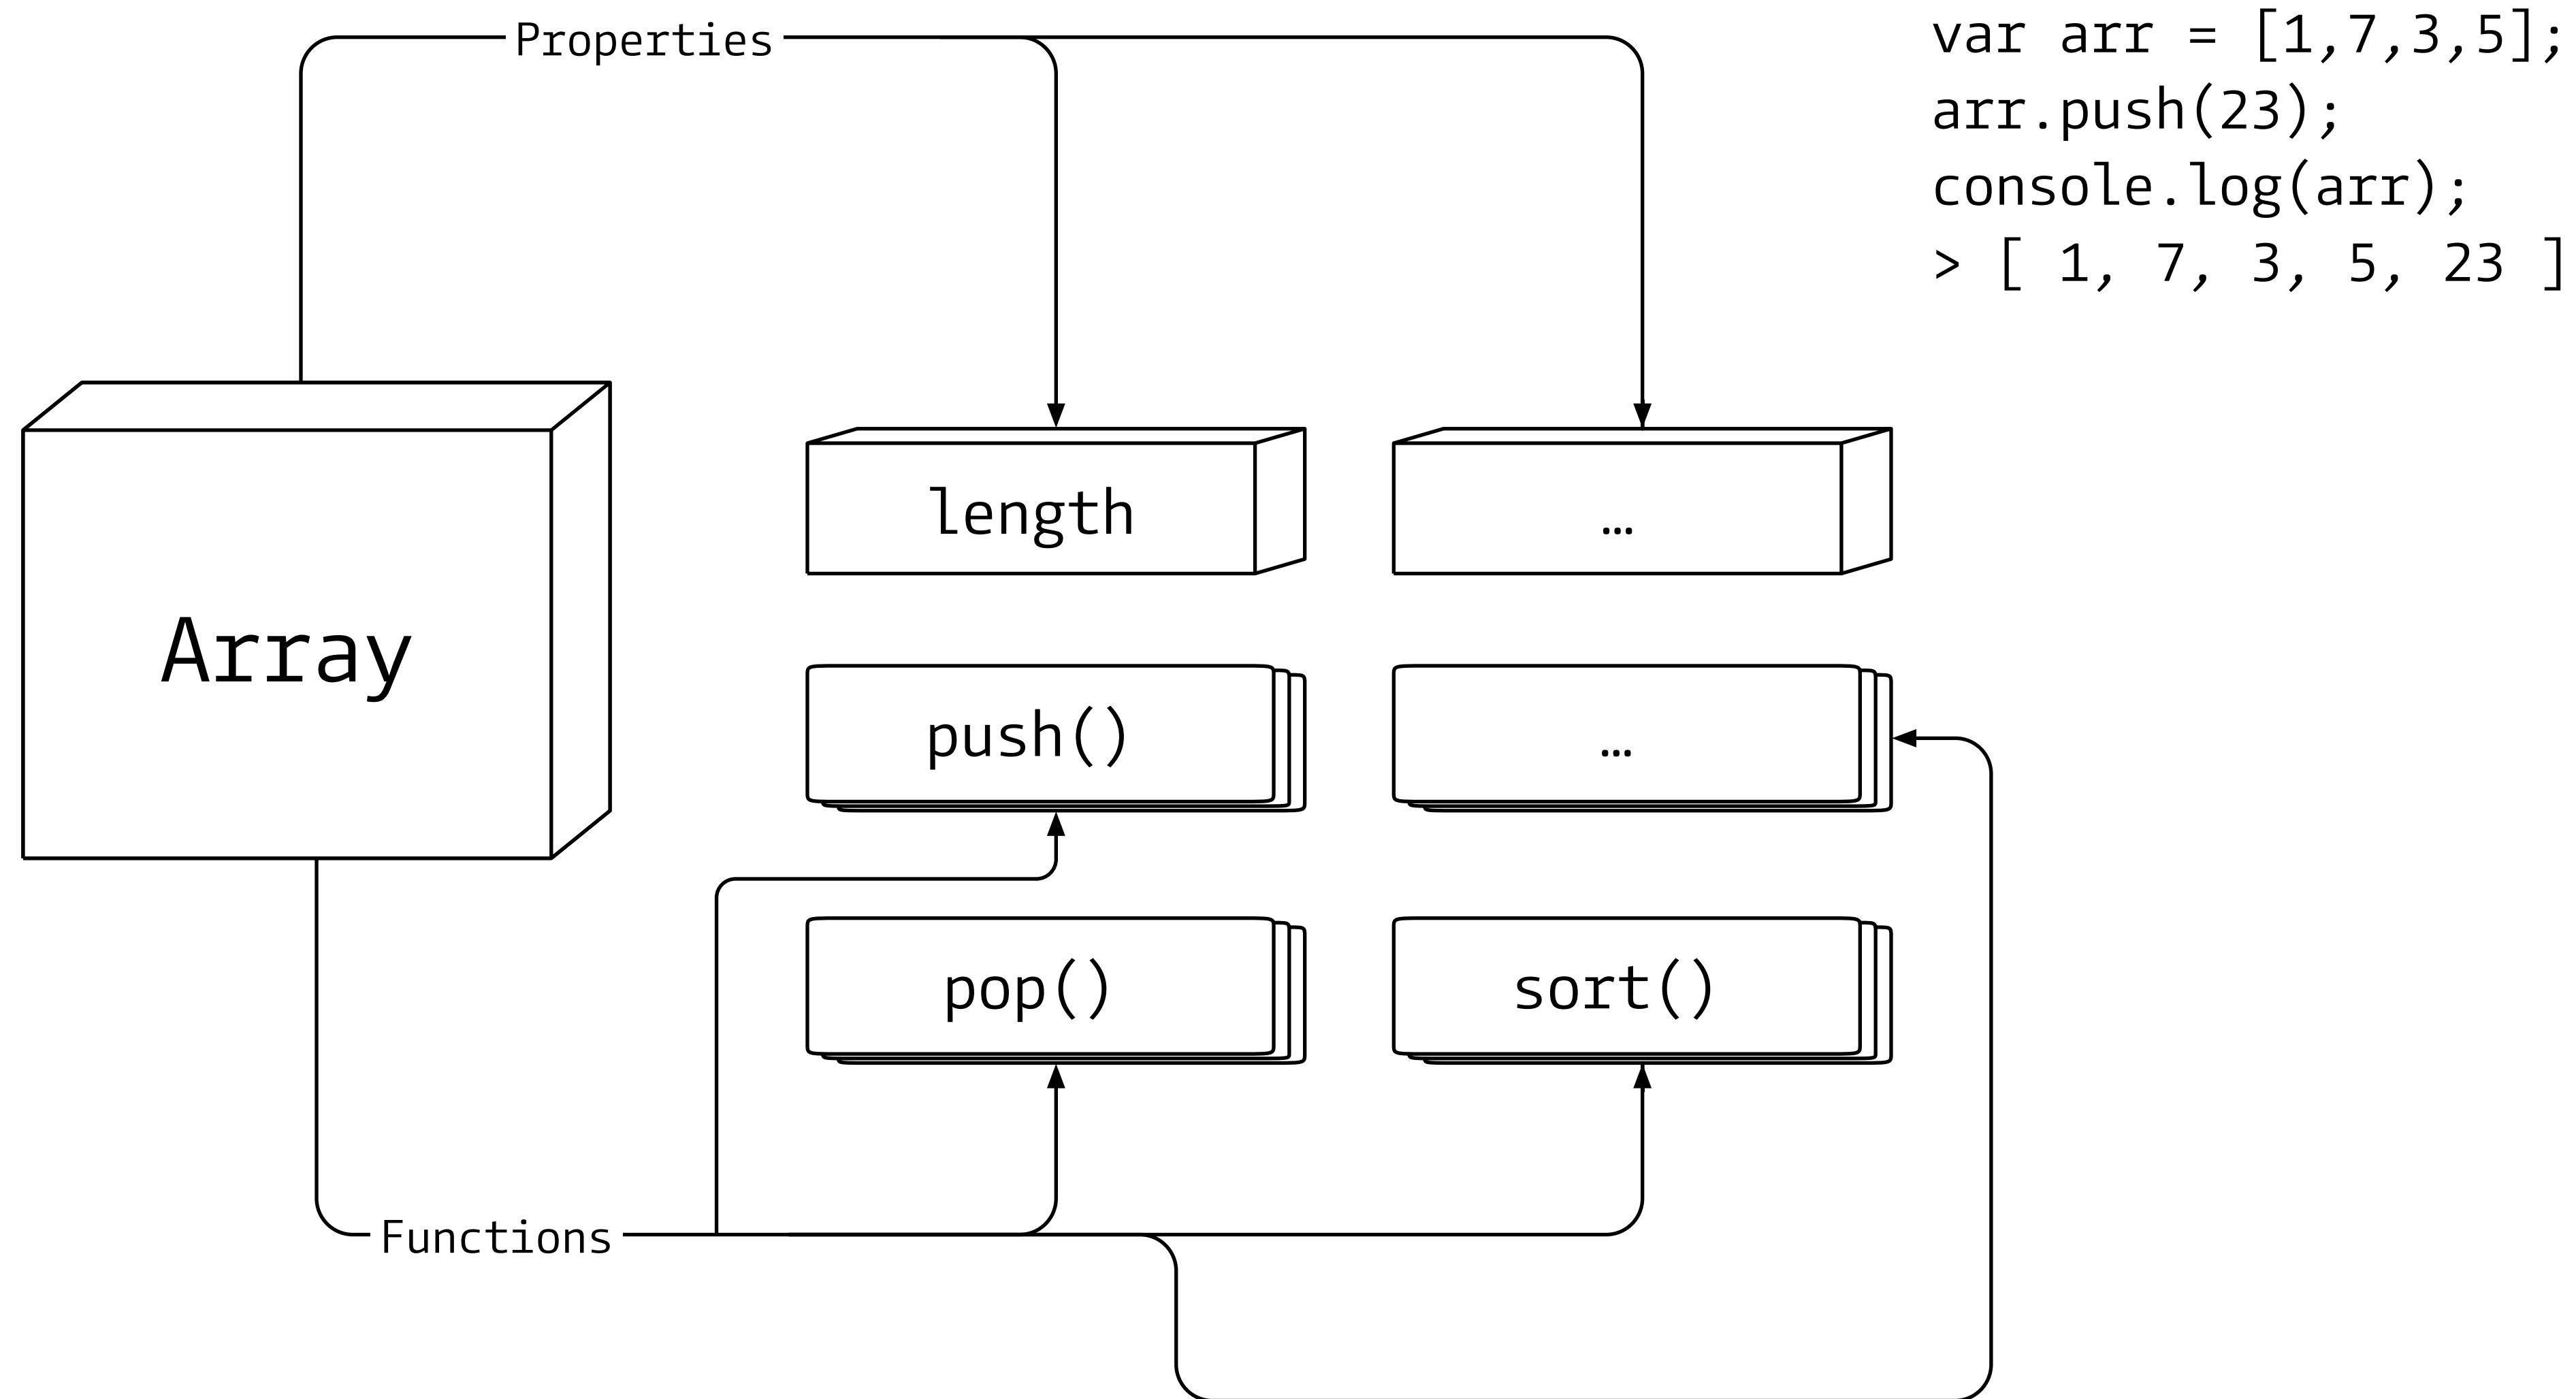 Properties
var arr = [1,7,3,5];
arr.push(23);
console.log(arr);
> [ 1, 7, 3, 5, 23 ]
Array
length
…
push()
…
pop()
sort()
Functions